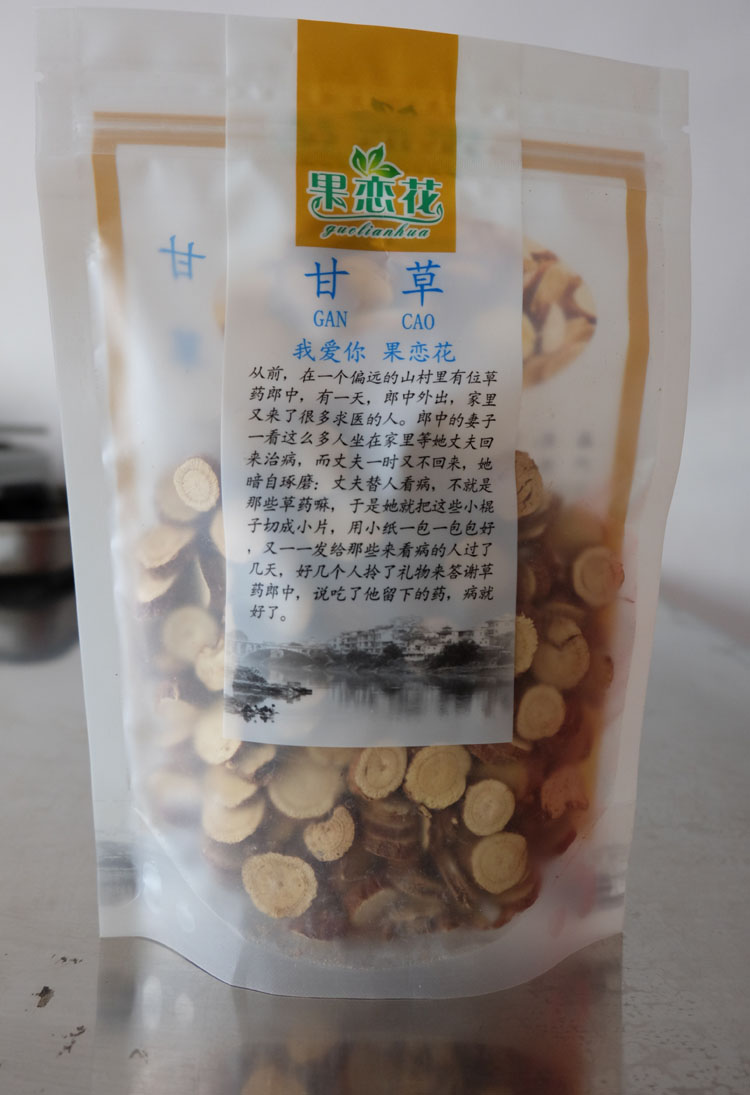 果恋花
guolianhua
甘 草
GAN CAO
甘
我爱你 果恋花
从前，在一个偏远的山村里有位草
药郎中，有一天，郎中外出，家里
又来了很多求医的人。郎中的妻子
一看这么多人坐在家里等她丈夫回
来治病，而丈夫一时又不回来，她
暗自琢磨：丈夫替人看病，不就是
那些草药嘛，于是她就把这些小棍
子切成小片，用小纸一包一包包好
，又一一发给那些来看病的人过了
几天，好几个人拎了礼物来答谢草
药郎中，说吃了他留下的药，病就
好了。